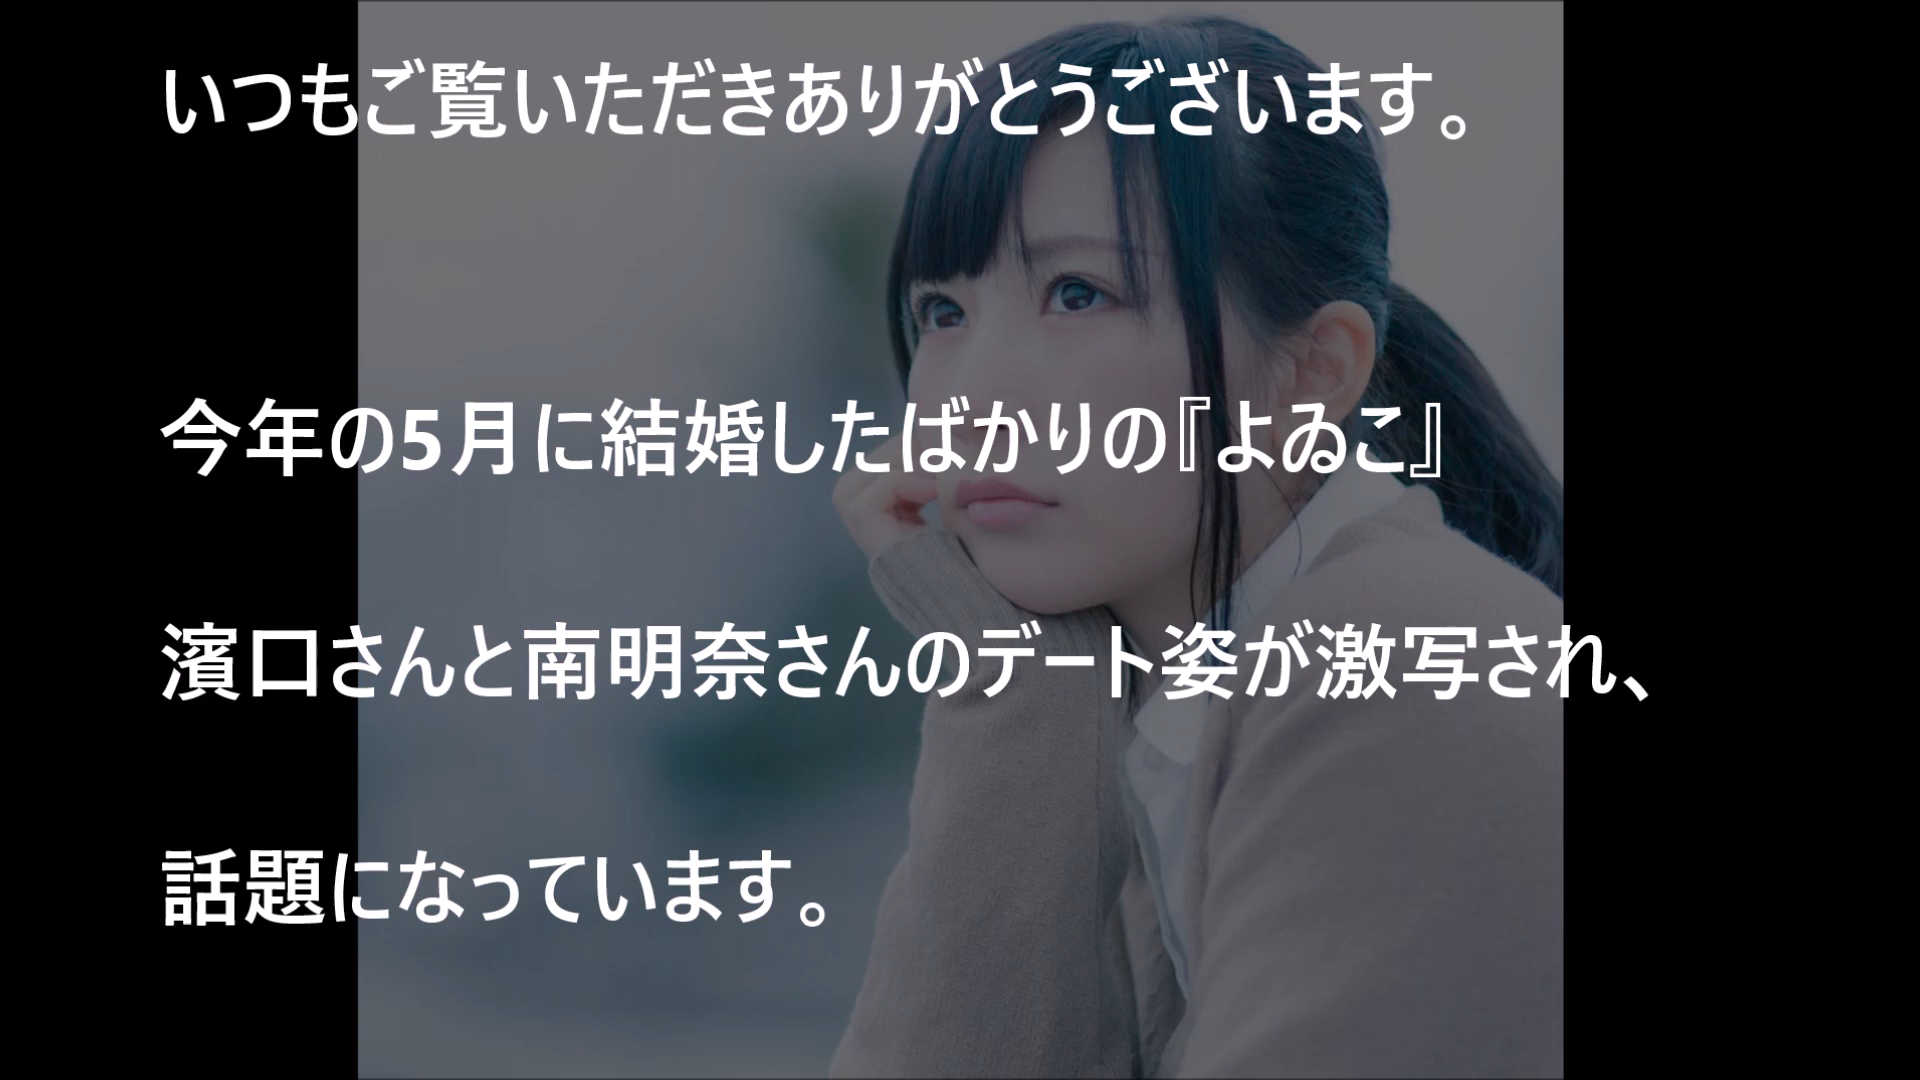 いつもご覧いただきありがとうございます。
今年の5月に結婚したばかりの『よゐこ』
濱口さんと南明奈さんのデート姿が激写され、
話題になっています。